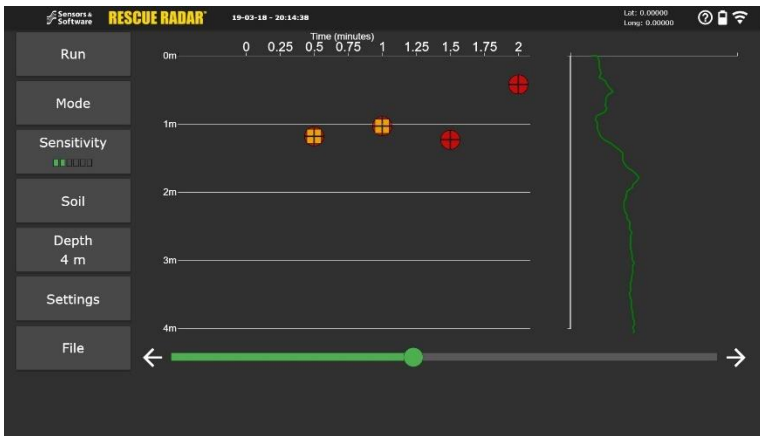 Sensors &
Software
RESCUE RADAR
19-03-18 - 20:14:38
Lat: 0.00000
Long: 0.00000
Run
Mode
Sensitivity
Soil
Depth
4 m
Settings
File
Time (minutes)
0 0.25 0.5 0.75 1 1.25 1.5 1.75 2
0m
1m
2m
3m
4m